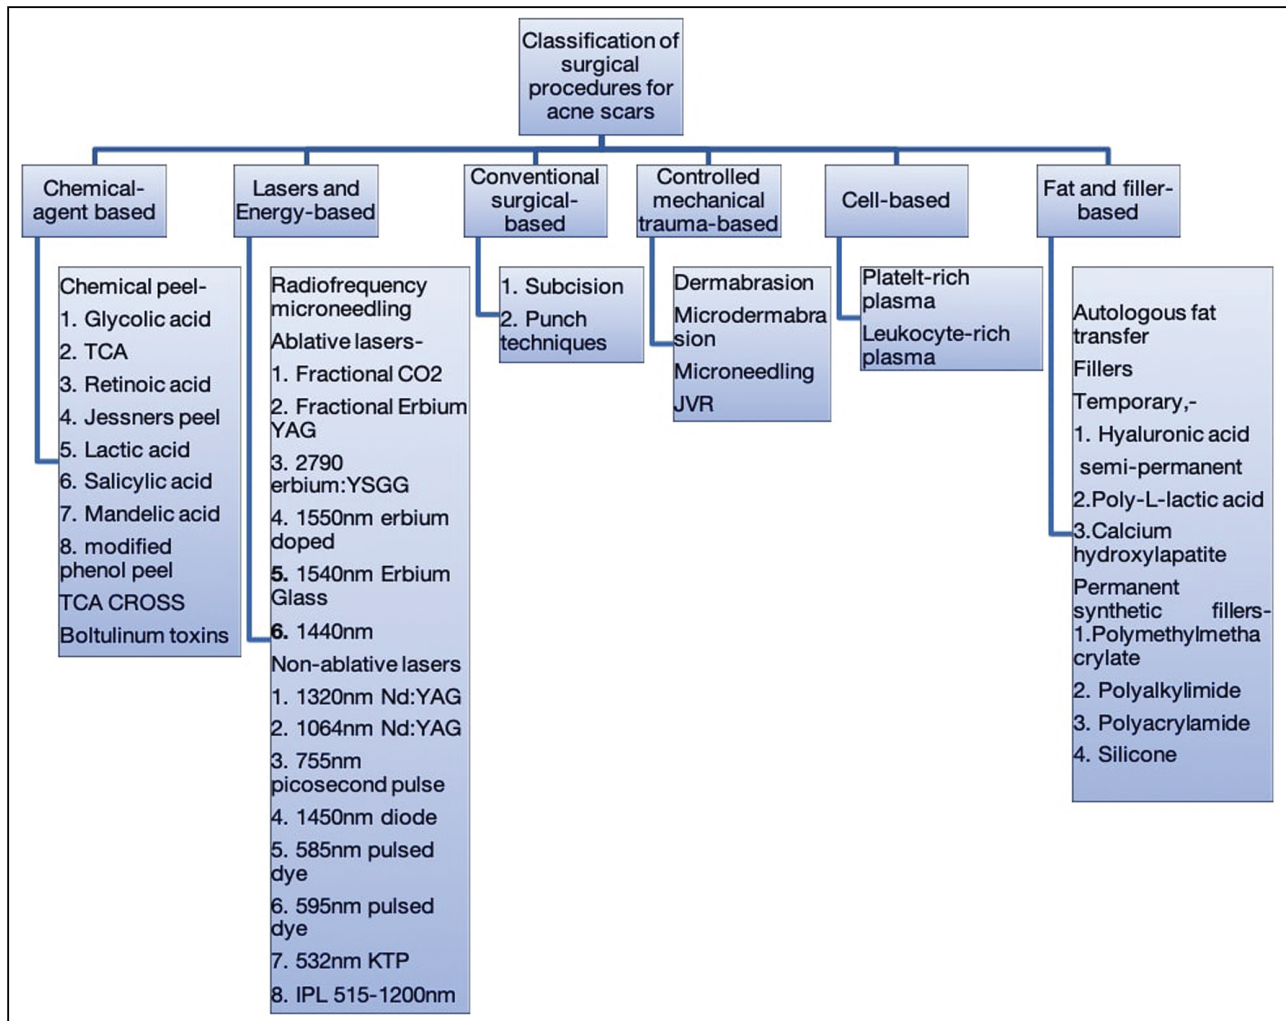 Classification of
surgical
procedures for
acne scars
Chemical-
agent based
Lasers and
Energy-based
Conventional
surgical-
based
Controlled
mechanical
trauma-based
Cell-based
Fat and filler-
based
Chemical peel-
1. Glycolic acid
2. TCA
3. Retinoic acid
4. Jessners peel
5. Lactic acid
6. Salicylic acid
7. Mandelic acid
8. modified
phenol peel
TCA CROSS
Boltulinum toxins
Radiofrequency
microneedling
Ablative lasers-
1. Fractional CO2
2. Fractional Erbium
YAG
3. 2790
erbium:YSGG
4. 1550nm erbium
doped
5. 1540nm Erbium
Glass
6. 1440nm
Non-ablative lasers
1. 1320nm Nd:YAG
2. 1064nm Nd:YAG
3. 755nm
picosecond pulse
4. 1450nm diode
5. 585nm pulsed
dye
6. 595nm pulsed
dye
7. 532nm KTP
8. IPL 515-1200nm
1. Subcision
2. Punch
techniques
Dermabrasion
Microdermabra
sion
Microneedling
JVR
Platelt-rich
plasma
Leukocyte-rich
plasma
Autologous fat
transfer
Fillers
Temporary,-
1. Hyaluronic acid
semi-permanent
2.Poly-L-lactic acid
3.Calcium
hydroxylapatite
Permanent
synthetic fillers-
1.Polymethylmetha
crylate
2. Polyalkylimide
3. Polyacrylamide
4. Silicone